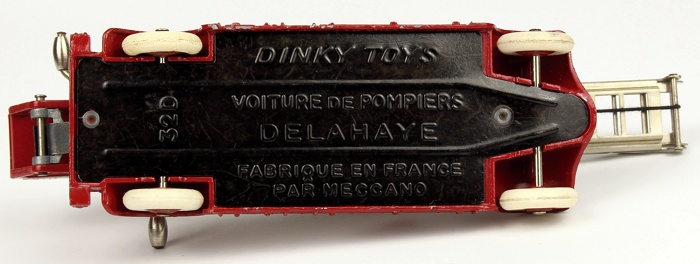 DINKY TOYS
32D
VOITURE DE POMPIERS
DELAHAYE
FABRIQUE EN FRANCE
PAR MECCANO